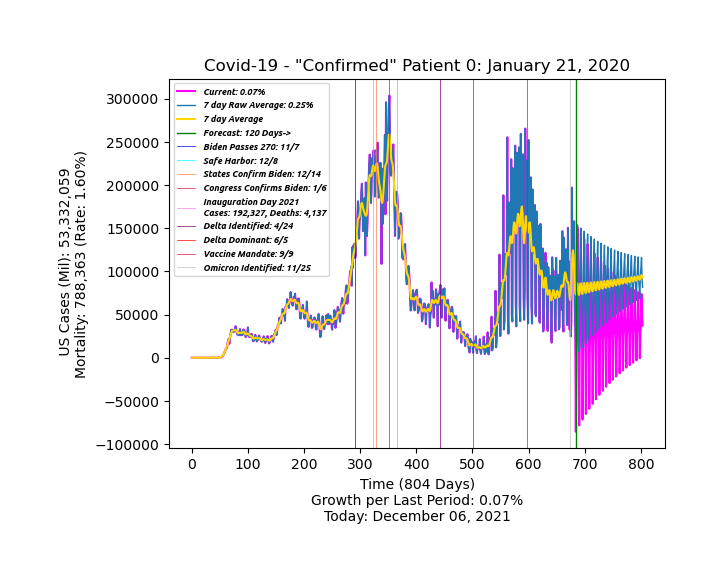 Covid-19 - "Confirmed" Patient 0: January 21, 2020
Current: 0.07%
7 day Raw Average: 0.25%
7 day Average
Forecast: 120 Days->
Biden Passes 270: 11/7
Safe Harbor: 12/8
States Confirm Biden: 12/14
Congress Confirms Biden: 1/6
Inauguration Day 2021
Cases: 192,327, Deaths: 4,137
Delta Identified: 4/24
Delta Dominant: 6/5
Vaccine Mandate: 9/9
Omicron Identified: 11/25
300000
250000
200000
150000
100000
50000
0
−50000
−100000
US Cases (Mil): 53,332,059
Mortality: 788,363 (Rate: 1.60%)
0 100 200 300 400 500 600 700 800
Time (804 Days)
Growth per Last Period: 0.07%
Today: December 06, 2021